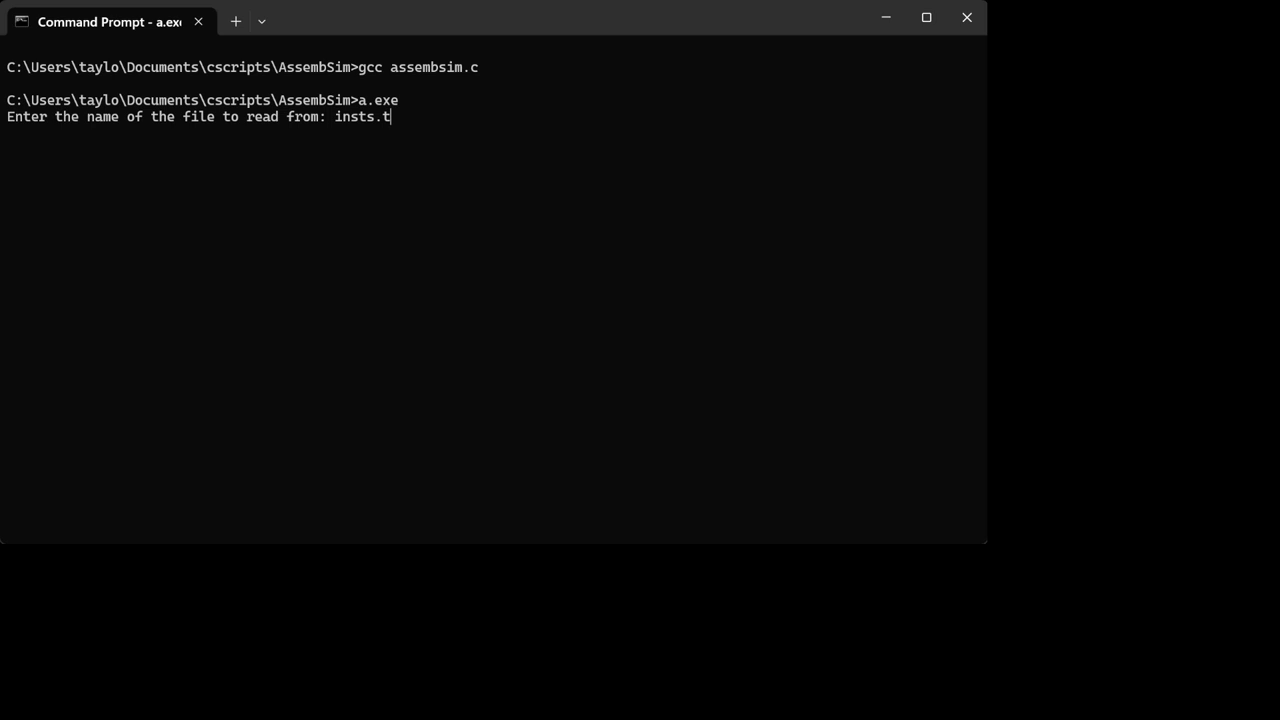 Command Prompt - a.exe
C:\Users\taylo\Documents\cscripts\AssembSim>gcc assembsim.c
C:\Users\taylo\Documents\cscripts\AssembSim>a.exe
Enter the name of the file to read from: insts.t